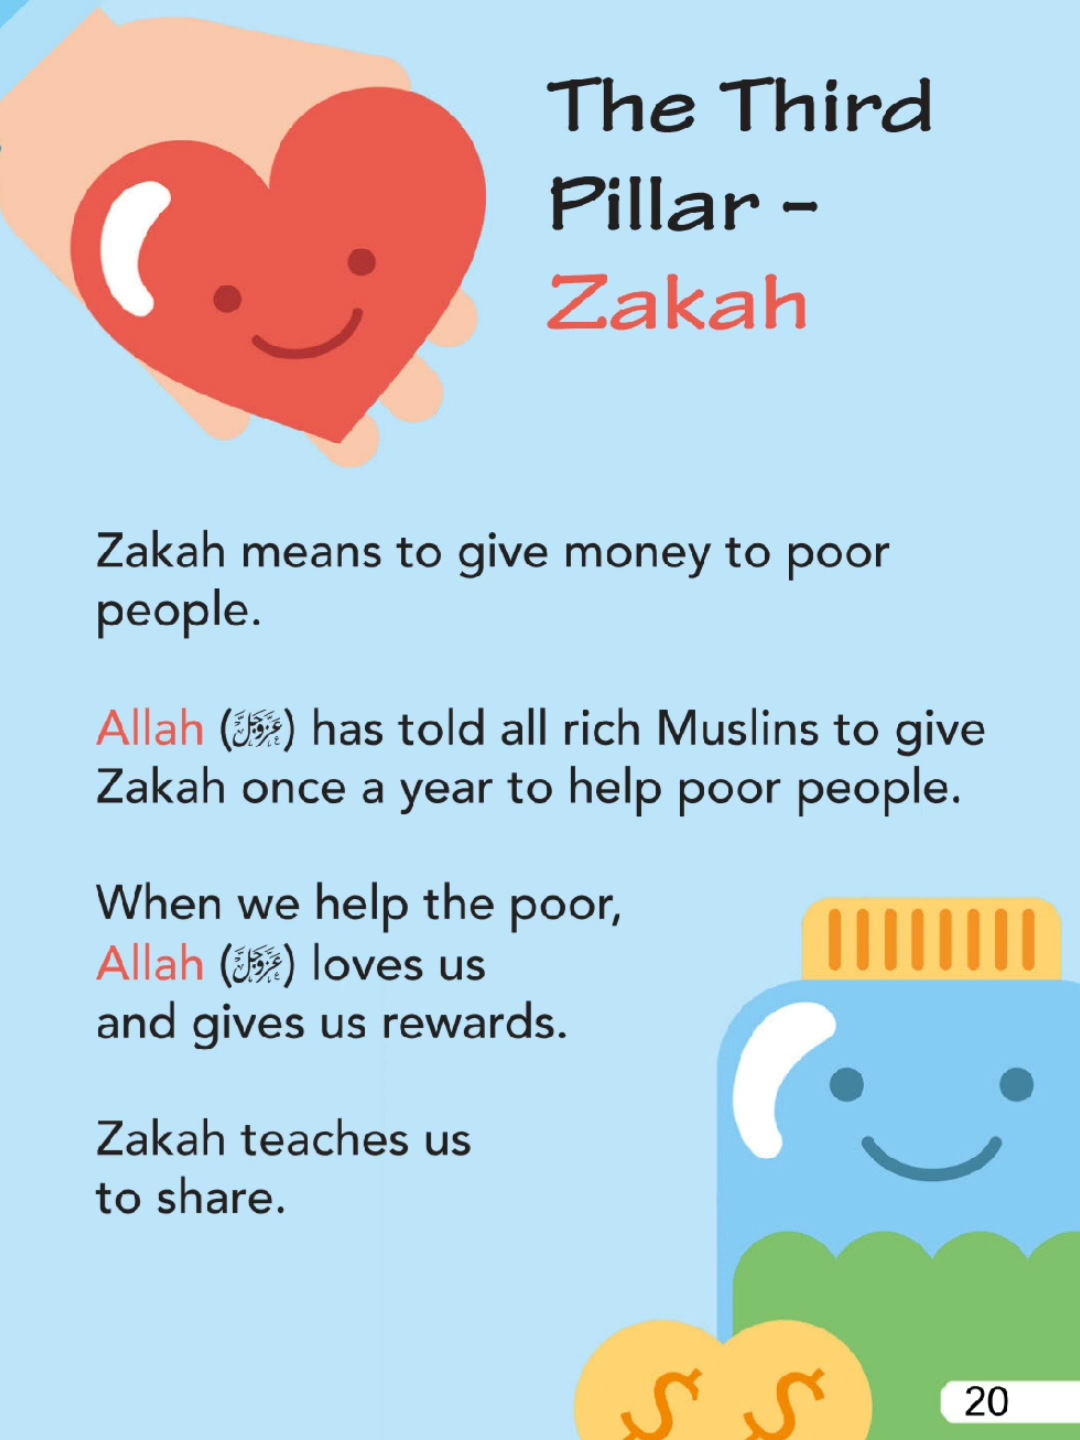 The Third
Pillar -
Zakah
Zakah means to give money to poor
people.
Allah (عَزَّوَجَلَّ) has told all rich Muslins to give
Zakah once a year to help poor people.
When we help the poor,
Allah (عَزَّوَجَلَّ) loves us
and gives us rewards.
Zakah teaches us
to share.
$ $
20